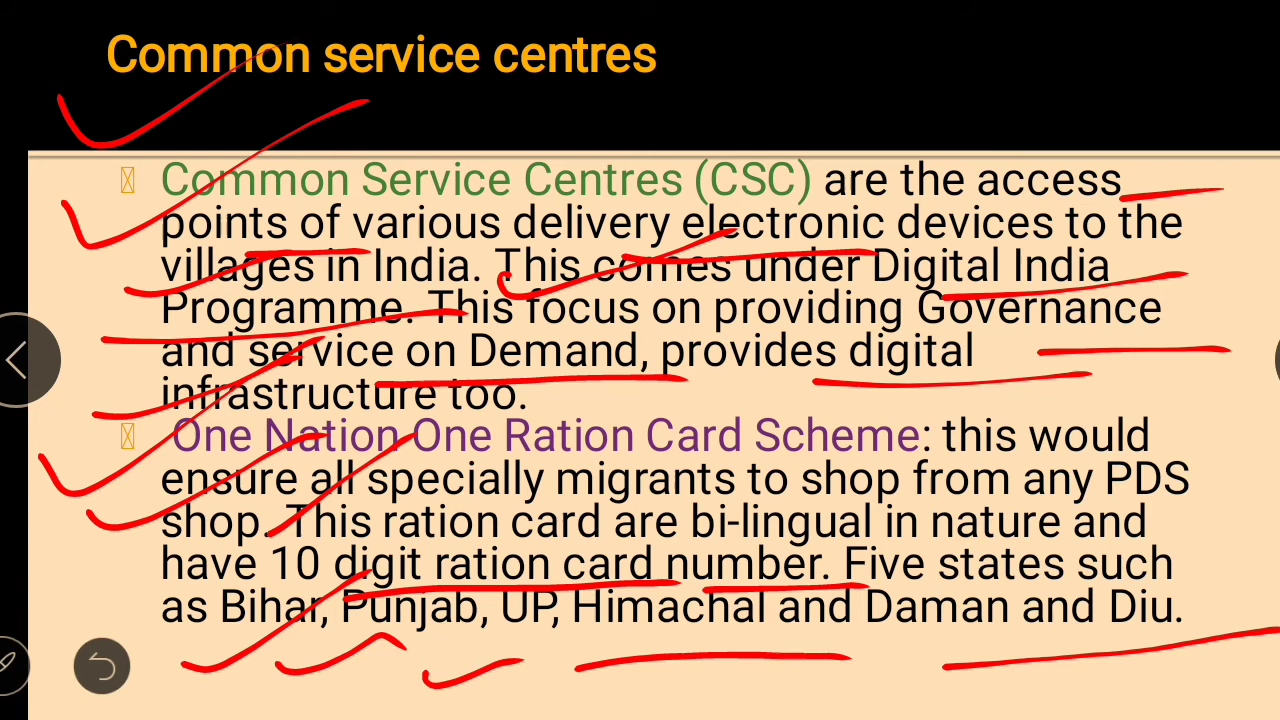 Common service centres
Common Service Centres (CSC) are the access
points of various delivery electronic devices to the
villages in India. This comes under Digital India
Programme. This focus on providing Governance
and service on Demand, provides digital
infrastructure too.
One Nation One Ration Card Scheme: this would
ensure all specially migrants to shop from any PDS
shop. This ration card are bi-lingual in nature and
have 10 digit ration card number. Five states such
as Bihar, Punjab, UP, Himachal and Daman and Diu.